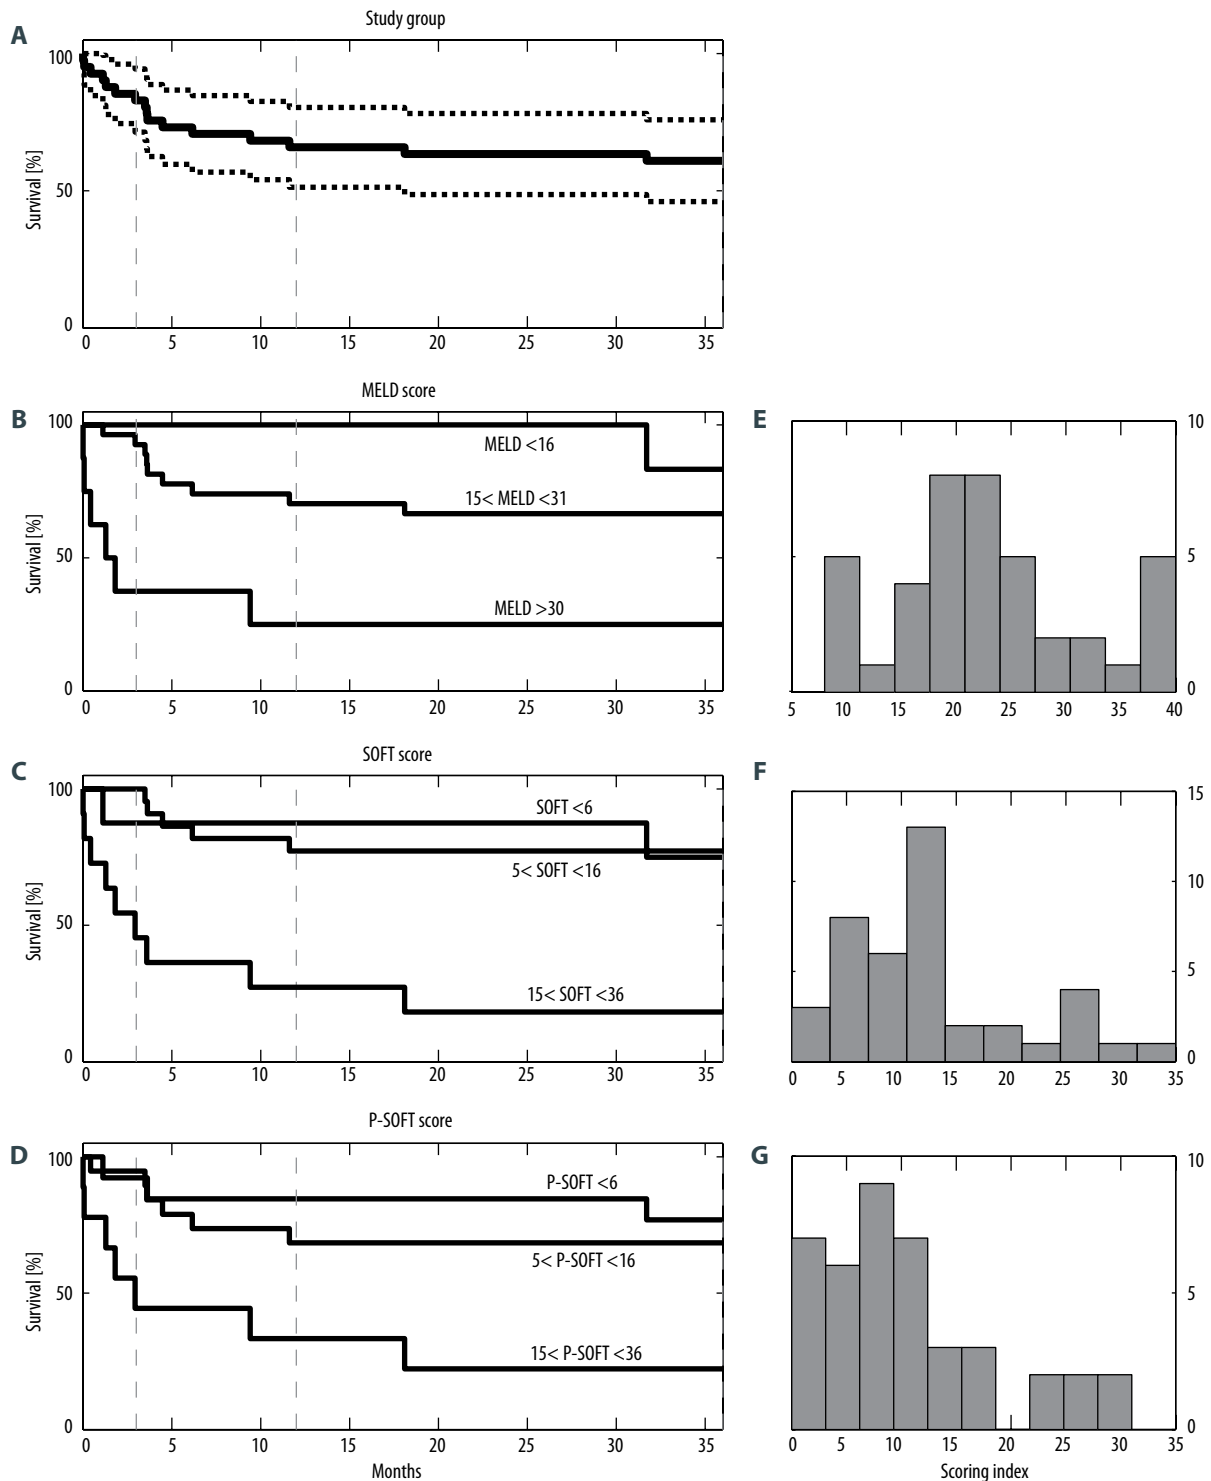 A
Study group
100
50
0
Survival [%]
0 5 10 15 20 25 30 35
B
MELD score
100
50
0
Survival [%]
MELD <16
15< MELD <31
MELD >30
0 5 10 15 20 25 30 35
E
10
5
0
5 10 15 20 25 30 35 40
C
SOFT score
100
50
0
Survival [%]
SOFT <6
5< SOFT <16
15< SOFT <36
0 5 10 15 20 25 30 35
F
15
10
5
0
0 5 10 15 20 25 30 35
D
P-SOFT score
100
50
0
Survival [%]
P-SOFT <6
5< P-SOFT <16
15< P-SOFT <36
0 5 10 15 20 25 30 35
Months
G
10
5
0
0 5 10 15 20 25 30 35
Scoring index